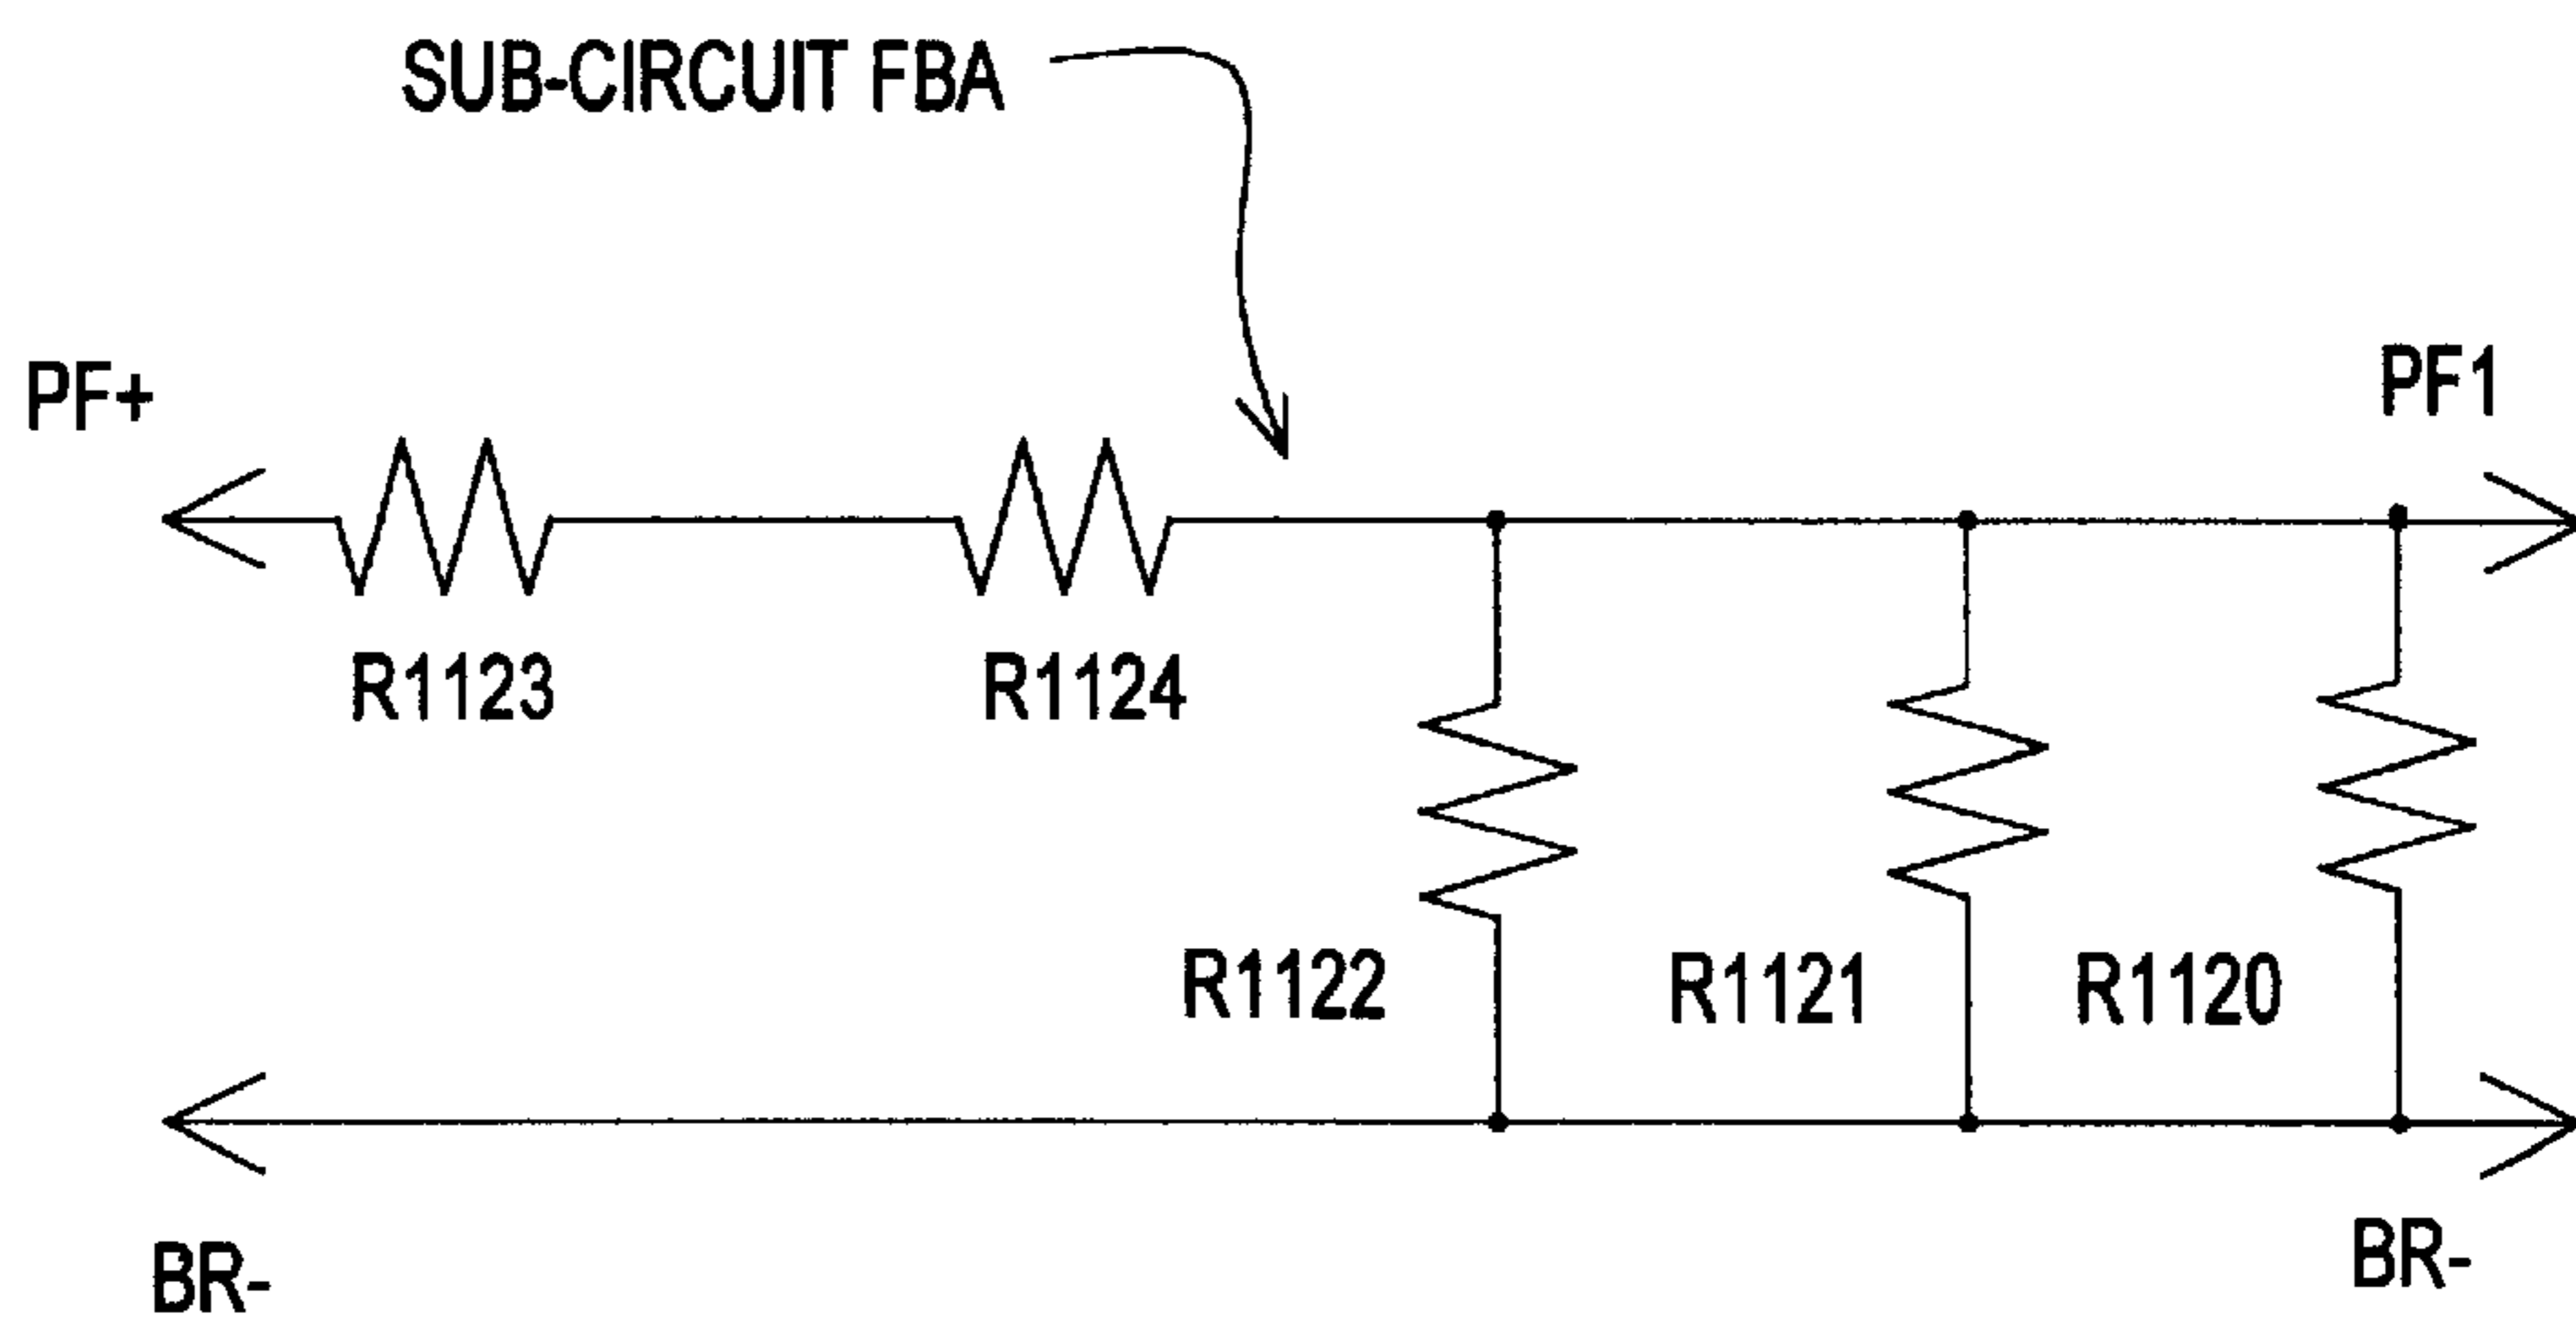 SUB-CIRCUIT FBA
PF+
PF1
R1123
R1124
R1122
R1121
R1120
BR-
BR-